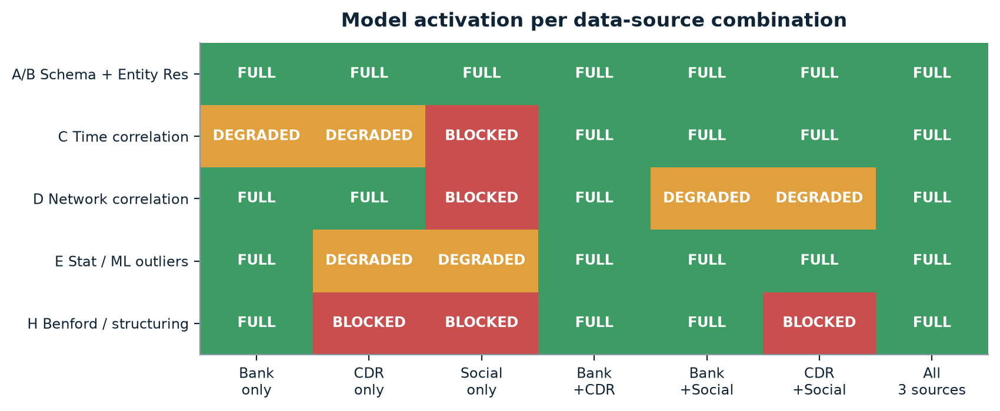 Model activation per data-source combination
A/B Schema + Entity Res
FULL FULL FULL FULL FULL FULL FULL
C Time correlation
DEGRADED DEGRADED BLOCKED FULL FULL FULL FULL
D Network correlation
FULL FULL BLOCKED FULL DEGRADED DEGRADED FULL
E Stat / ML outliers
FULL DEGRADED DEGRADED FULL FULL FULL FULL
H Benford / structuring
FULL BLOCKED BLOCKED FULL FULL BLOCKED FULL
Bank
only
CDR
only
Social
only
Bank
+CDR
Bank
+Social
CDR
+Social
All
3 sources